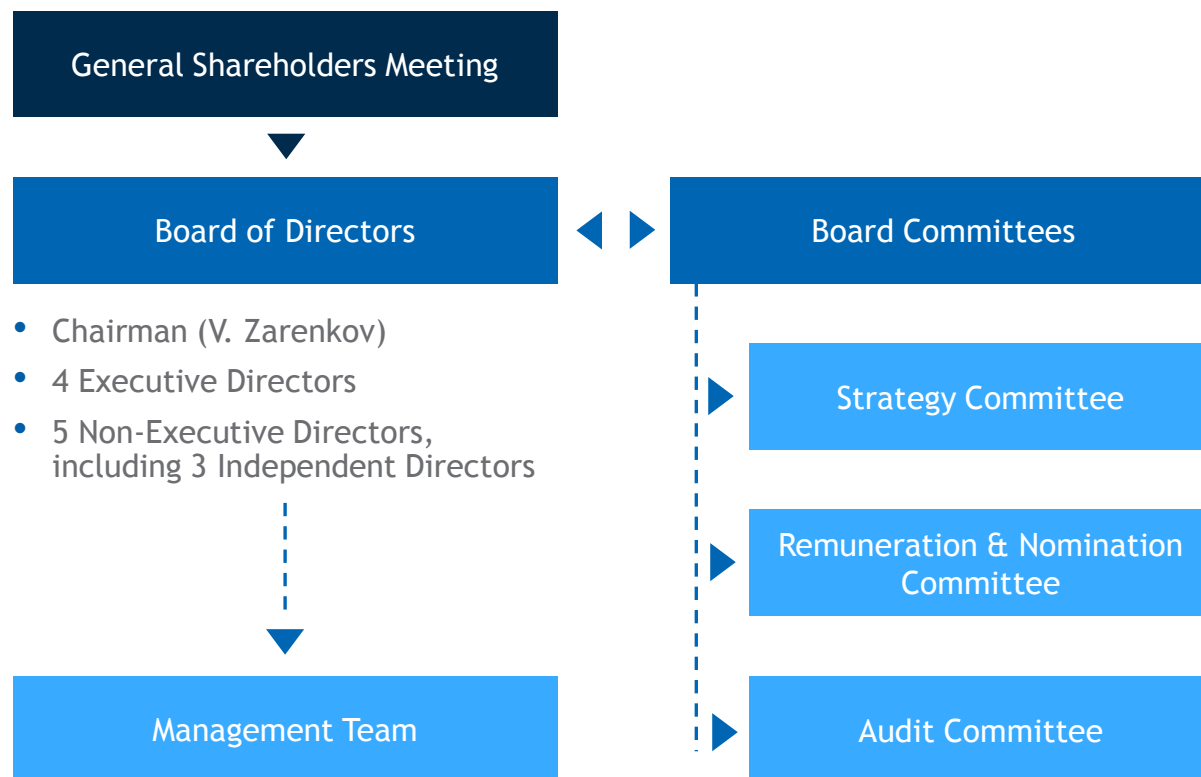 General Shareholders Meeting
Board of Directors
Board Committees
• Chairman (V. Zarenkov)
• 4 Executive Directors
• 5 Non-Executive Directors,
including 3 Independent Directors
Strategy Committee
Remuneration & Nomination
Committee
Management Team
Audit Committee